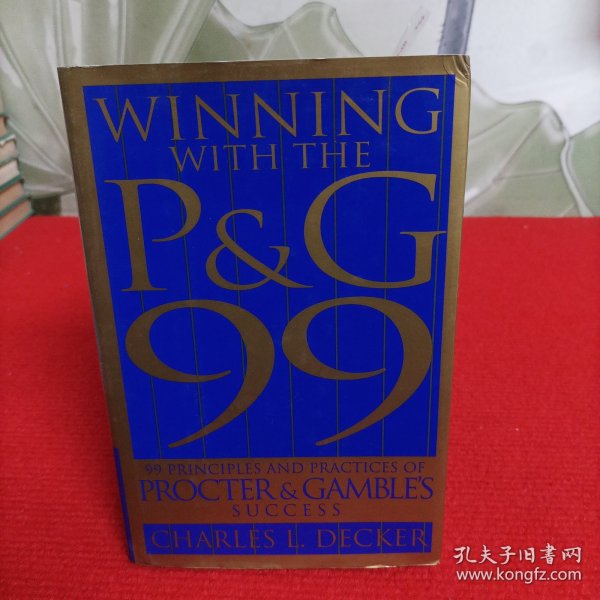 WINNING
WITH THE
P&G
99
99 PRINCIPLES AND PRACTICES OF
PROCTER & GAMBLE'S
SUCCESS
CHARLES L. DECKER
孔夫子旧书网
www.kongfz.com